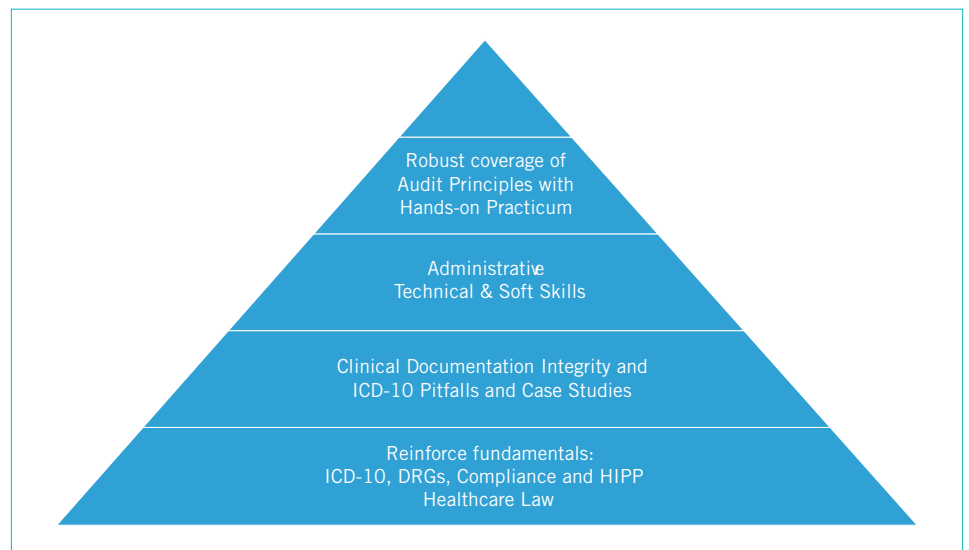 Robust coverage of
Audit Principles with
Hands-on Practicum
Administrative
Technical & Soft Skills
Clinical Documentation Integrity and
ICD-10 Pitfalls and Case Studies
Reinforce fundamentals:
ICD-10, DRGs, Compliance and HIPP
Healthcare Law